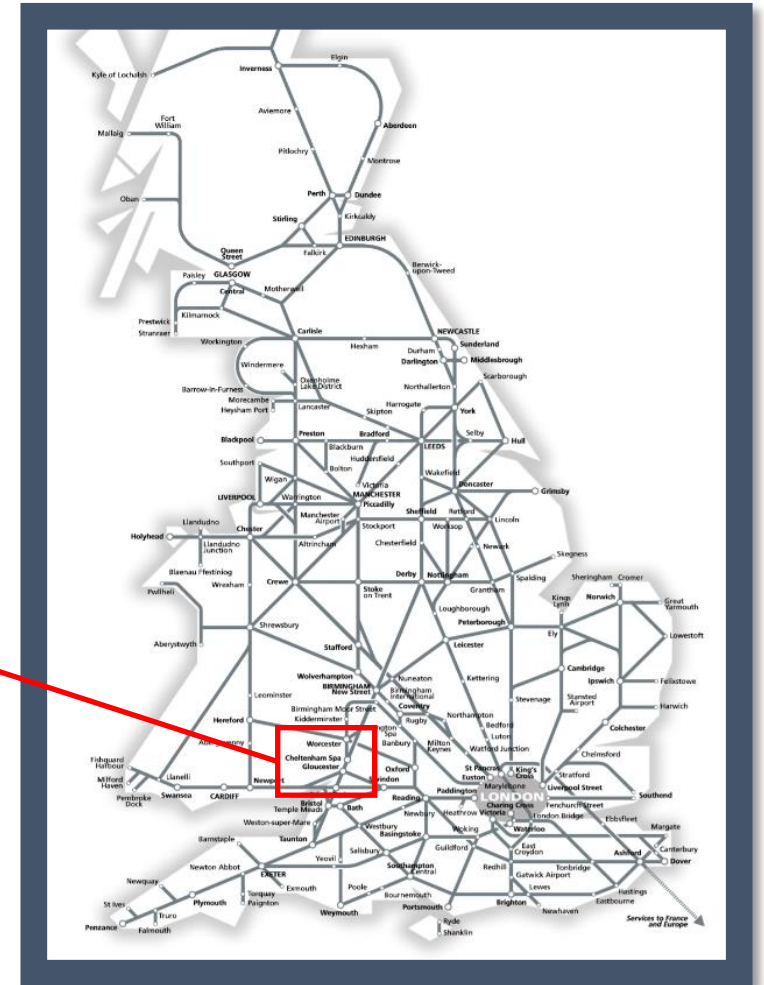 Elgin
Inverness
Kyle of Lochalsh
Aviemore
Fort
William
Mallaig
Aberdeen
Pitlochry
Montrose
Perth
Dundee
Oban
Stirling
Kirkcaldy
EDINBURGH
Queen
Street
Falkirk
Berwick-
upon-Tweed
Paisley
GLASGOW
Central
Motherwell
Prestwick
Kilmarnock
Stranraer
Carlisle
NEWCASTLE
Workington
Hexham
Sunderland
Durham
Darlington
Middlesbrough
Windermere
Scarborough
Oxenholme
Lake District
Barrow-in-Furness
Northallerton
Morecambe
Heysham Port
Lancaster
Harrogate
York
Skipton
Preston
Bradford
Selby
Blackpool
Blackburn
LEEDS
Hull
Southport
Huddersfield
Bolton
Wakefield
Wigan
Victoria
Doncaster
MANCHESTER
Piccadilly
Grimsby
LIVERPOOL
Warrington
Manchester
Airport
Sheffield
Retford
Llandudno
Stockport
Worksop
Lincoln
Holyhead
Chester
Llandudno
Junction
Altrincham
Chesterfield
Newark
Blaenau Ffestiniog
Skegness
Pwllheli
Wrexham
Crewe
Stoke
on Trent
Derby
Nottingham
Grantham
Spalding
Sheringham
Cromer
Kings
Lynn
Norwich
Great
Yarmouth
Loughborough
Peterborough
Shrewsbury
Aberystwyth
Stafford
Leicester
Ely
Lowestoft
Wolverhampton
Nuneaton
Cambridge
BIRMINGHAM
New Street
Birmingham
International
Kettering
Ipswich
Felixstowe
Leominster
Coventry
Stevenage
Stansted
Airport
Birmingham Moor Street
Kidderminster
Rugby
Northampton
Harwich
Hereford
Spa
Bedford
Colchester
Worcester
Banbury
Milton
Keynes
Luton
Watford Junction
Chelmsford
Cheltenham Spa
Gloucester
Oxford
St Pancras
King's
Cross
Euston
Stratford
Fishguard
Harbour
Llanelli
Newport
Marylebone
Liverpool Street
Milford
Haven
Paddington
LONDON
Southend
Pembroke
Dock
Swansea
CARDIFF
Bristol
Temple Meads
Bath
Reading
Charing Cross
Fenchurch Street
Heathrow
Victoria
London Bridge
Ebbsfleet
Weston-super-Mare
Newbury
Waterloo
Margate
Westbury
Basingstoke
Woking
Barnstaple
Taunton
East
Croydon
Canterbury
Yeovil
Salisbury
Guildford
Ashford
Dover
Newton Abbot
EXETER
Southampton
Central
Redhill
Tonbridge
Gatwick Airport
Newquay
Exmouth
Poole
Lewes
Hastings
St Ives
Plymouth
Torquay
Paignton
Bournemouth
Eastbourne
Truro
Weymouth
Portsmouth
Brighton
Newhaven
Penzance
Falmouth
Ryde
Shanklin
Services to France
and Europe